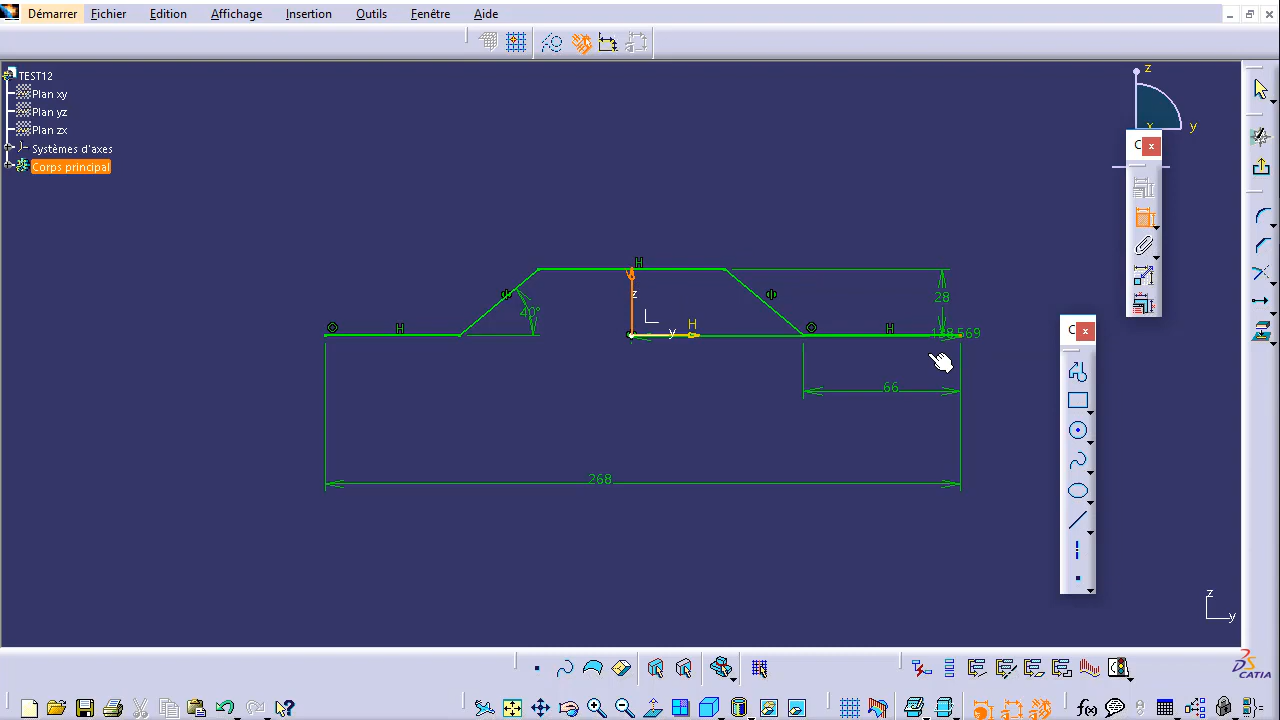 Démarrer Fichier Edition Affichage Insertion Outils Fenêtre Aide
TEST12
Plan xy
Plan yz
Plan zx
Systèmes d'axes
Corps principal
z
x y
C x
C x
H
V
z
28
40°
H
H
H
y
66
268
z
y
DS
CATIA
f(x)